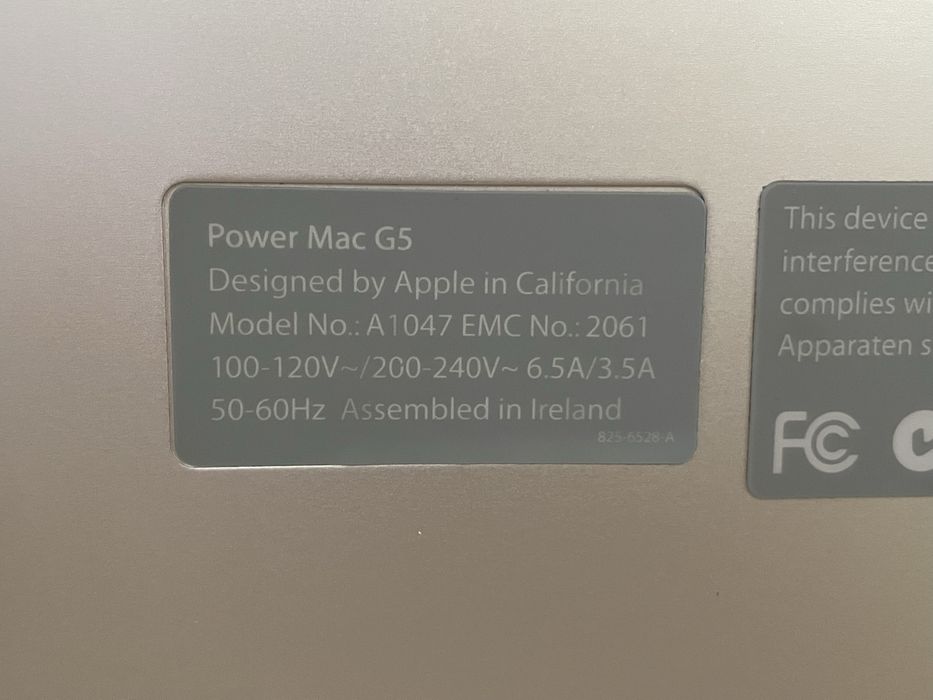 Power Mac G5
Designed by Apple in California
Model No.: A1047 EMC No.: 2061
100-120V~/200-240V~ 6.5A/3.5A
50-60Hz Assembled in Ireland
825-6528-A
This device
interference
complies wi
Apparaten s
FC